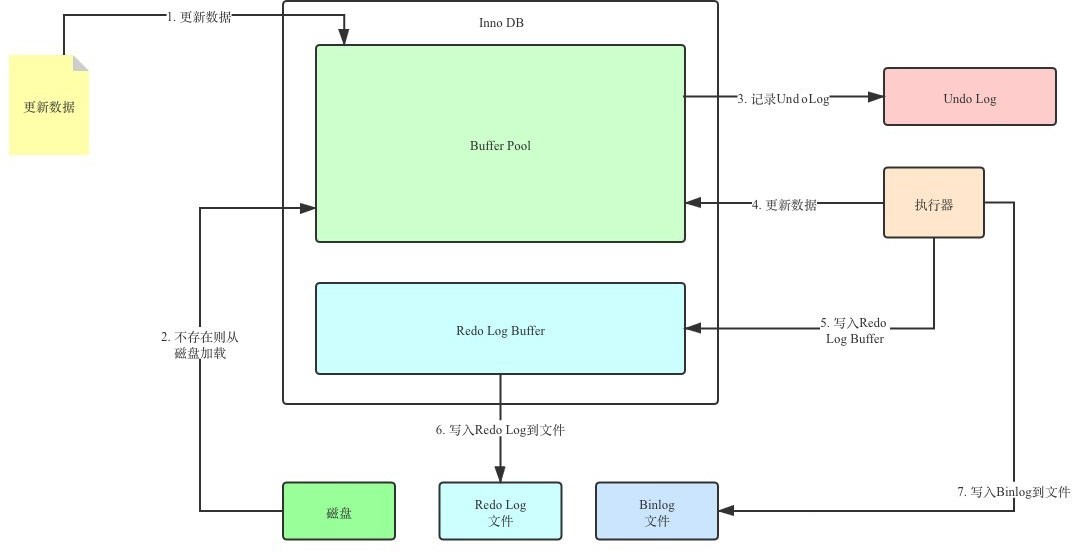 1. 更新数据
Inno DB
更新数据
Buffer Pool
3. 记录UndoLog
Undo Log
4. 更新数据
执行器
2. 不存在则从
磁盘加载
Redo Log Buffer
5. 写入Redo
Log Buffer
6. 写入Redo Log到文件
7. 写入Binlog到文件
磁盘
Redo Log
文件
Binlog
文件